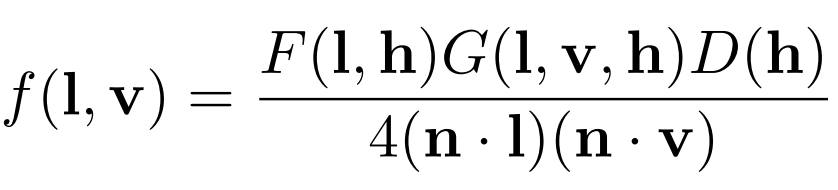 f(l, v) = F(l, h)G(l, v, h)D(h) / 4(n · l)(n · v)